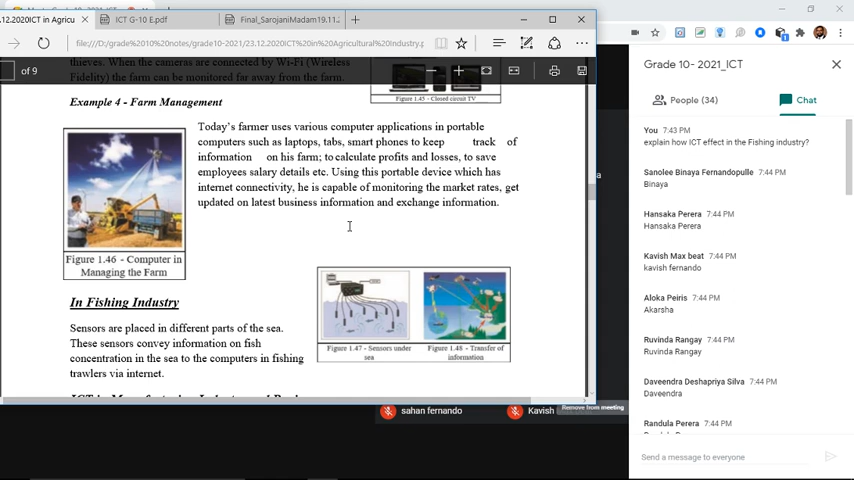 .12.2020ICT in Agricu
ICT G-10 E.pdf
Final_SarojaniMadam19.11.2
file:///D:/grade%2010%20notes/grade10-2021/23.12.2020ICT%20in%20Agricultural%20Industry.p
of 9
thieves. When the cameras are connected by Wi-Fi (Wireless
Fidelity) the farm can be monitored far away from the farm.
Figure 1.45 - Closed circuit TV
Example 4 - Farm Management
Today's farmer uses various computer applications in portable
computers such as laptops, tabs, smart phones to keep track of
information on his farm; to calculate profits and losses, to save
employees salary details etc. Using this portable device which has
internet connectivity, he is capable of monitoring the market rates, get
updated on latest business information and exchange information.
Figure 1.46 - Computer in
Managing the Farm
In Fishing Industry
Sensors are placed in different parts of the sea.
These sensors convey information on fish
concentration in the sea to the computers in fishing
trawlers via internet.
Figure 1.47 - Sensors under
sea
Figure 1.48 - Transfer of
information
sahan fernando
Kavish
Remove from meeting
Grade 10- 2021_ICT
People (34)
Chat
You 7:43 PM
explain how ICT effect in the Fishing industry?
Sanolee Binaya Fernandopulle 7:44 PM
Binaya
Hansaka Perera 7:44 PM
Hansaka Perera
Kavish Max beat 7:44 PM
kavish fernando
Aloka Peiris 7:44 PM
Akarsha
Ruvinda Rangay 7:44 PM
Ruvinda Rangay
Daveendra Deshapriya Silva 7:44 PM
Daveendra
Randula Perera 7:44 PM
Send a message to everyone